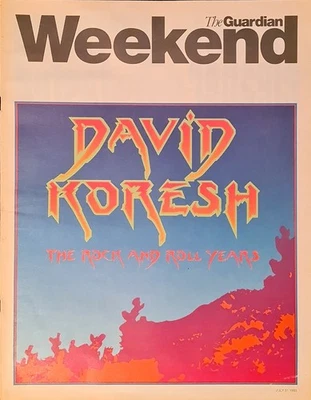 The Guardian
Weekend
DAVID
KORESH
THE ROCK AND ROLL YEARS